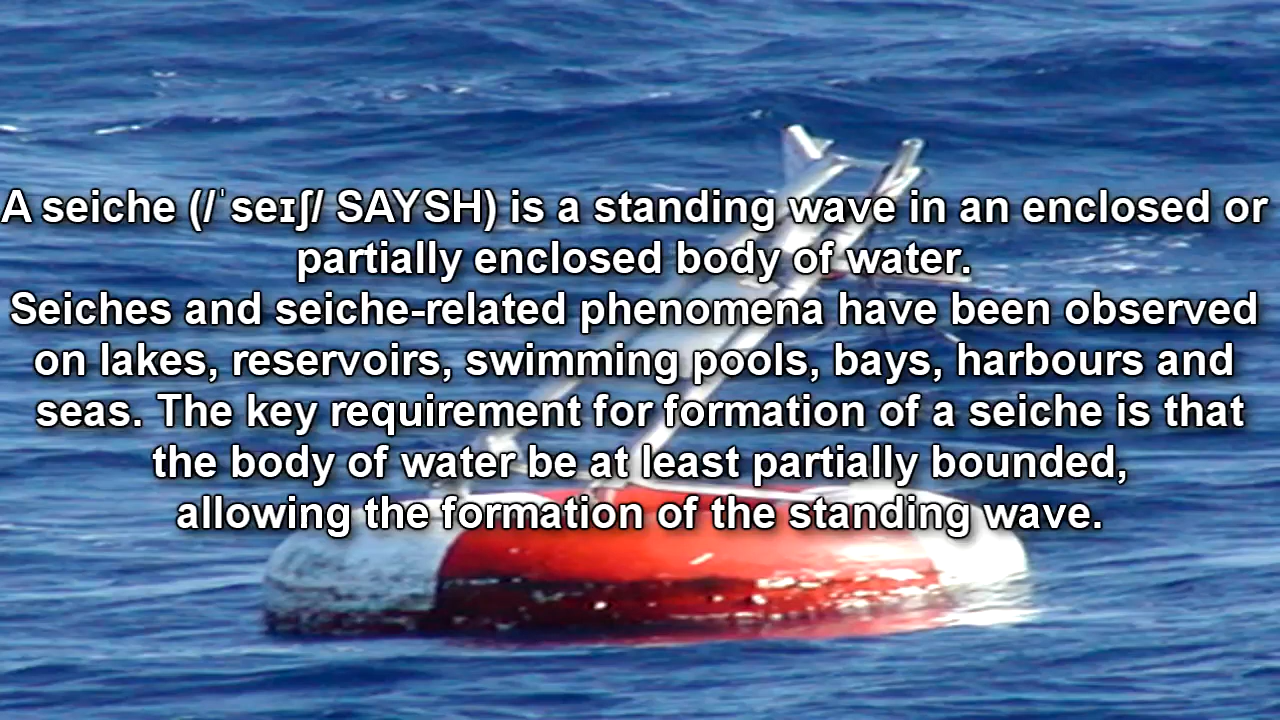 A seiche (/ˈseɪʃ/ SAYSH) is a standing wave in an enclosed or
partially enclosed body of water.
Seiches and seiche-related phenomena have been observed
on lakes, reservoirs, swimming pools, bays, harbours and
seas. The key requirement for formation of a seiche is that
the body of water be at least partially bounded,
allowing the formation of the standing wave.